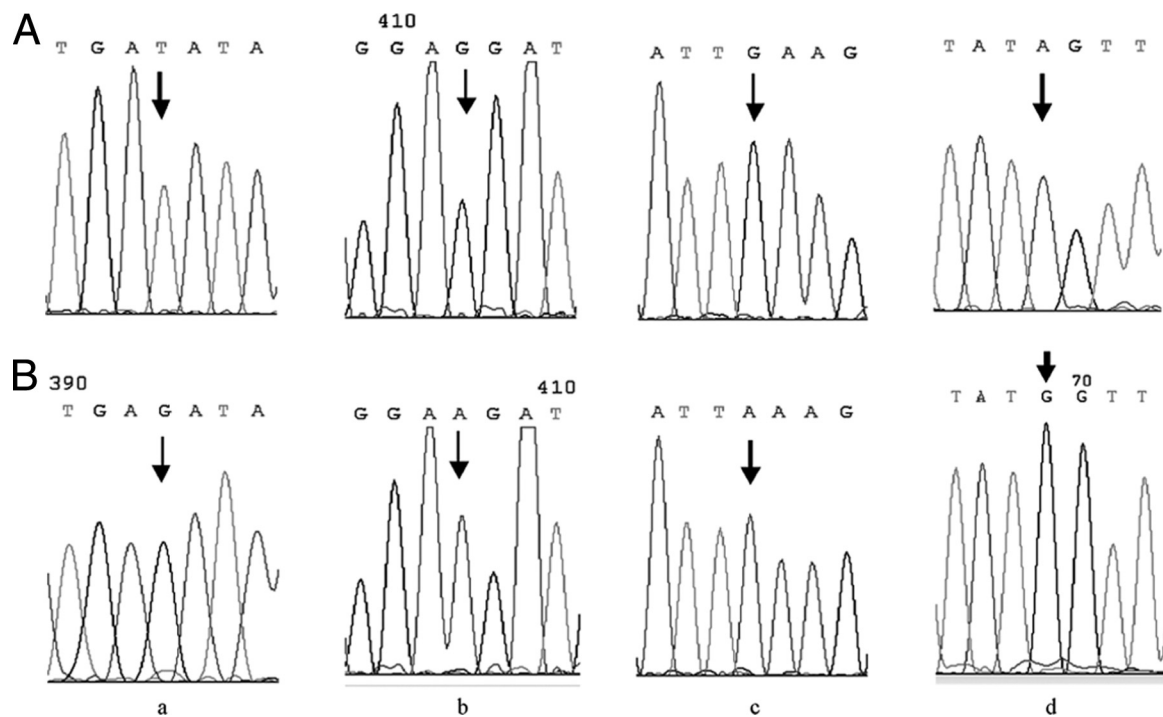 A
410
T G A T A T A
G G A G G A T
A T T G A A G
T A T A G T T
B
390
410
70
T G A G A T A
G G A A G A T
A T T A A A G
T A T G G T T
a
b
c
d